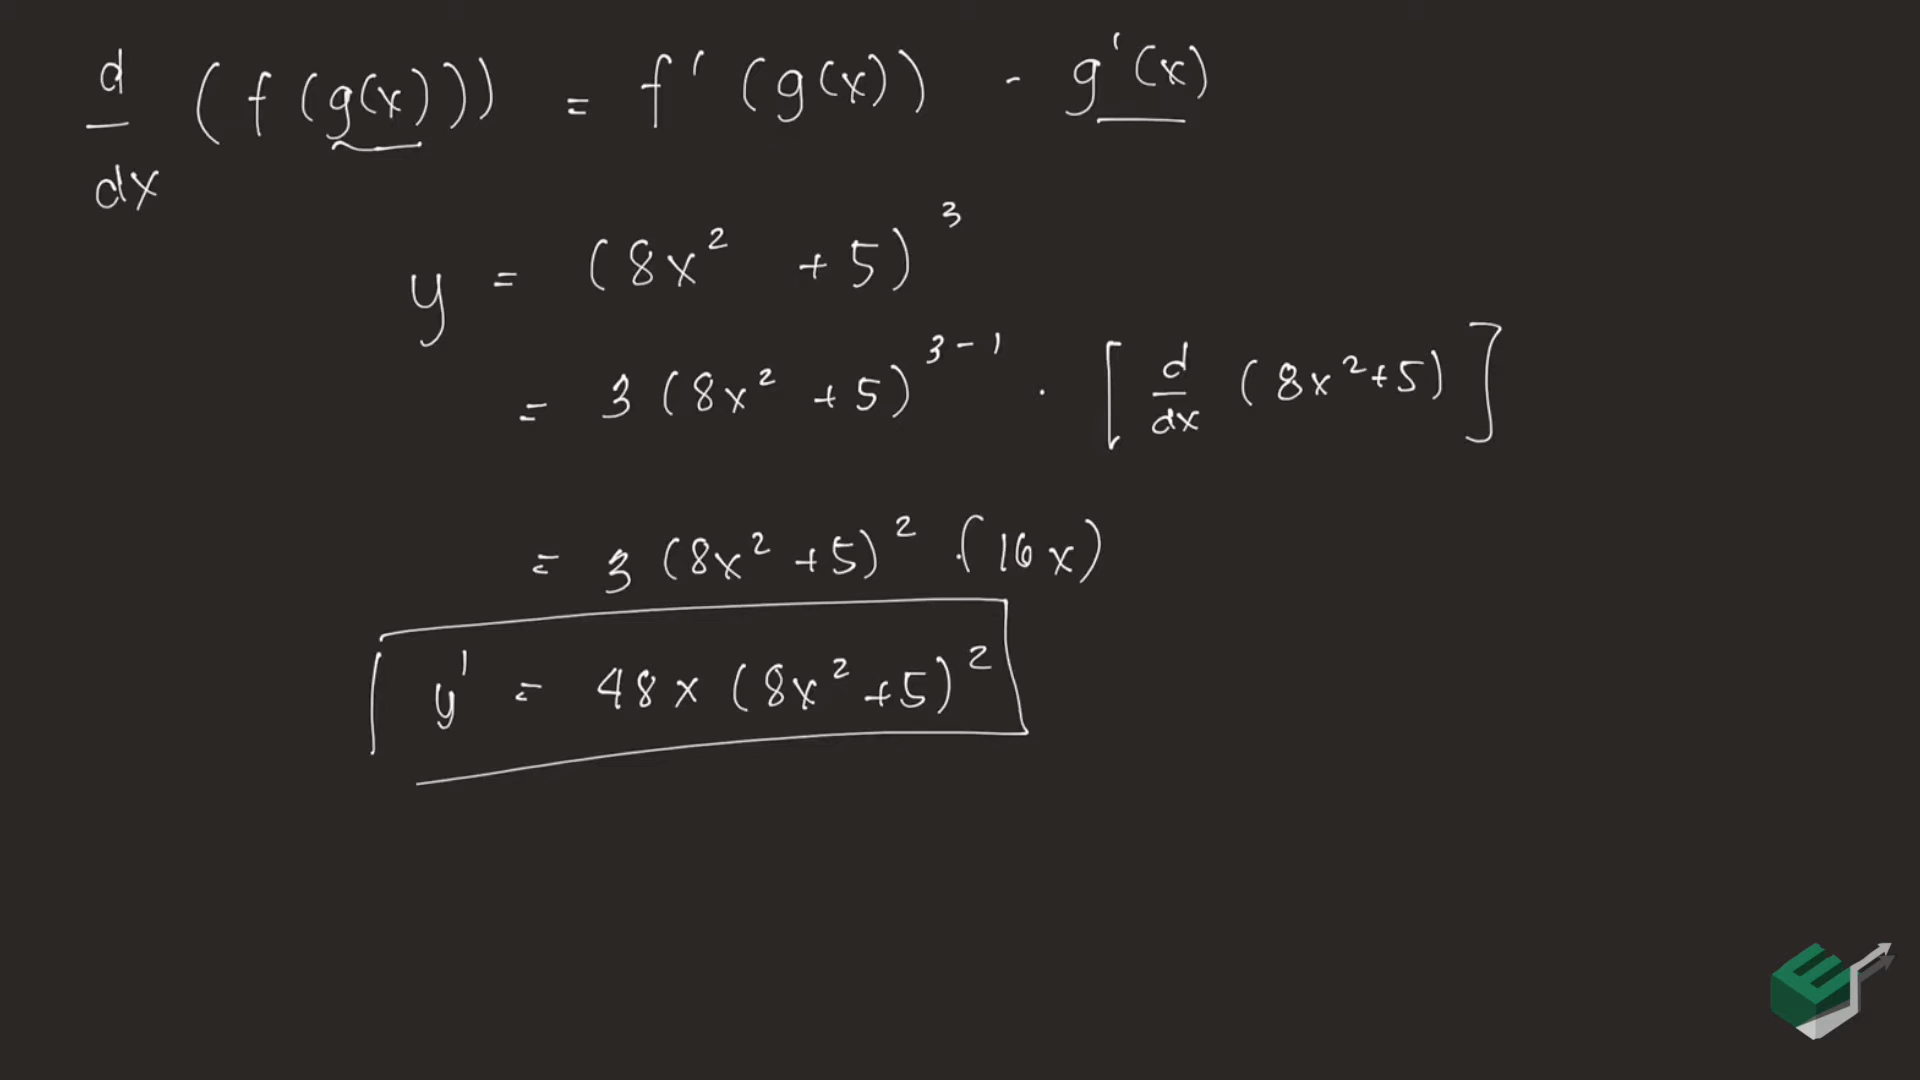 d/dx (f(g(x))) = f'(g(x)) · g'(x)
y = (8x² + 5)³
= 3(8x² + 5)³⁻¹ · [d/dx (8x²+5)]
= 3(8x² + 5)² · (16x)
y' = 48x(8x² + 5)²